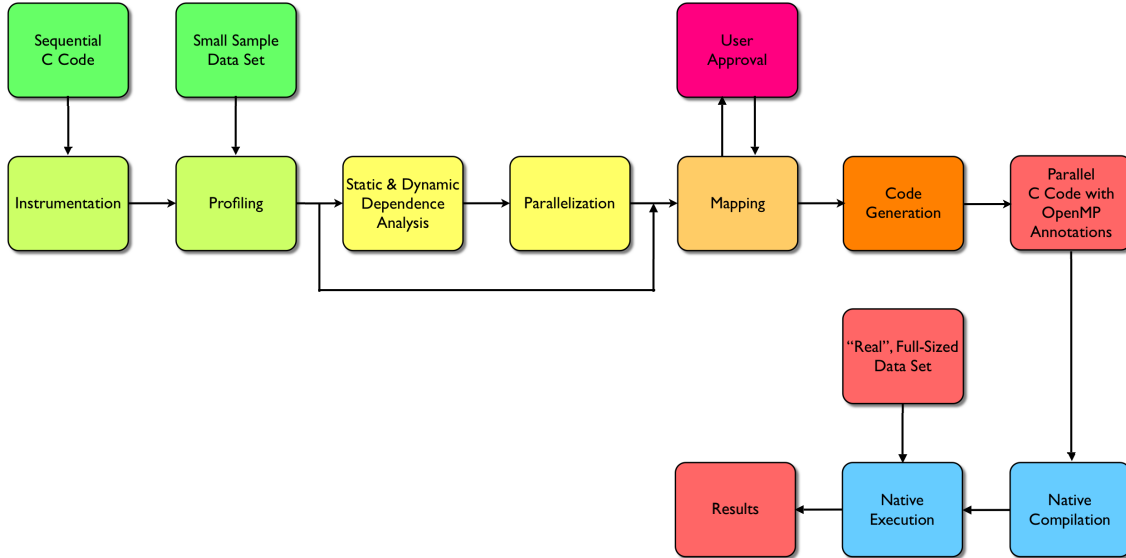 Sequential
C Code
Small Sample
Data Set
User
Approval
Instrumentation
Profiling
Static & Dynamic
Dependence
Analysis
Parallelization
Mapping
Code
Generation
Parallel
C Code with
OpenMP
Annotations
“Real”, Full-Sized
Data Set
Results
Native
Execution
Native
Compilation